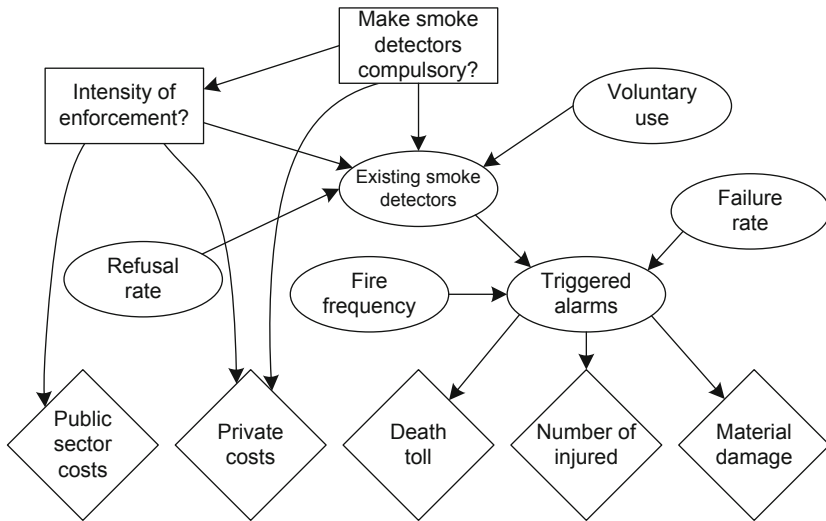 Make smoke
detectors
compulsory?
Intensity of
enforcement?
Voluntary
use
Existing smoke
detectors
Failure
rate
Refusal
rate
Fire
frequency
Triggered
alarms
Public
sector
costs
Private
costs
Death
toll
Number of
injured
Material
damage